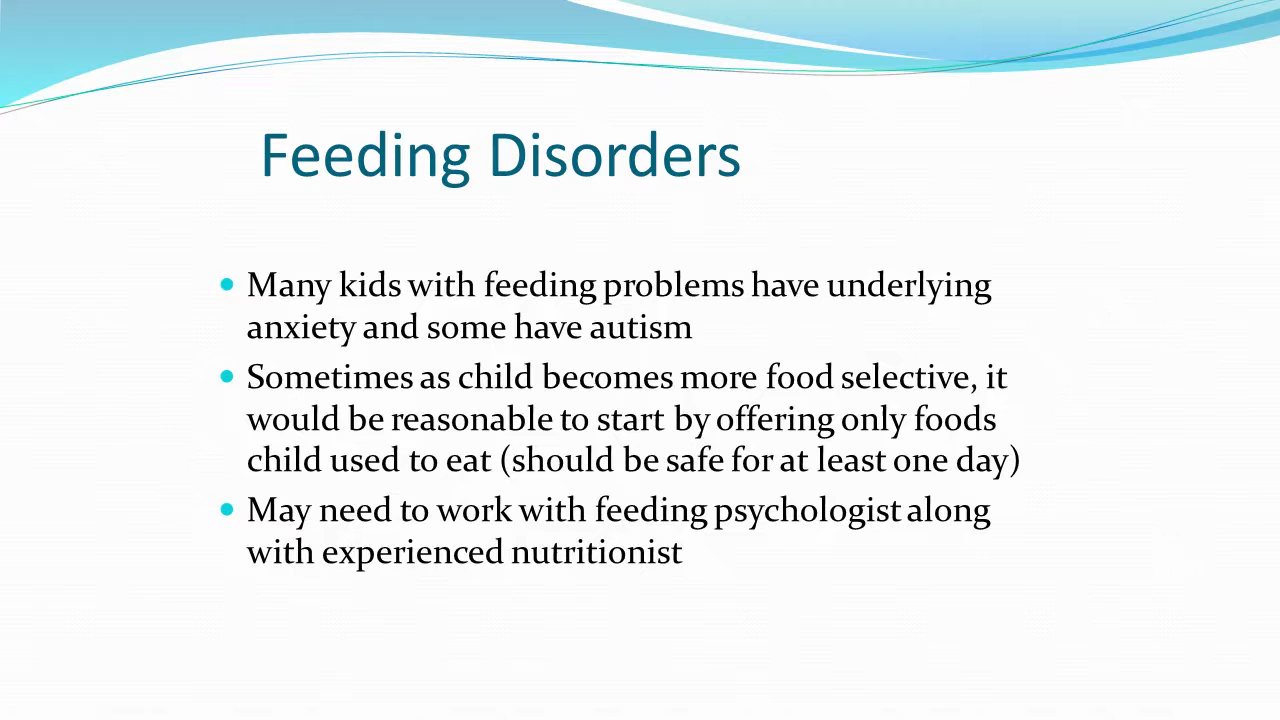 Feeding Disorders
• Many kids with feeding problems have underlying
anxiety and some have autism
• Sometimes as child becomes more food selective, it
would be reasonable to start by offering only foods
child used to eat (should be safe for at least one day)
• May need to work with feeding psychologist along
with experienced nutritionist